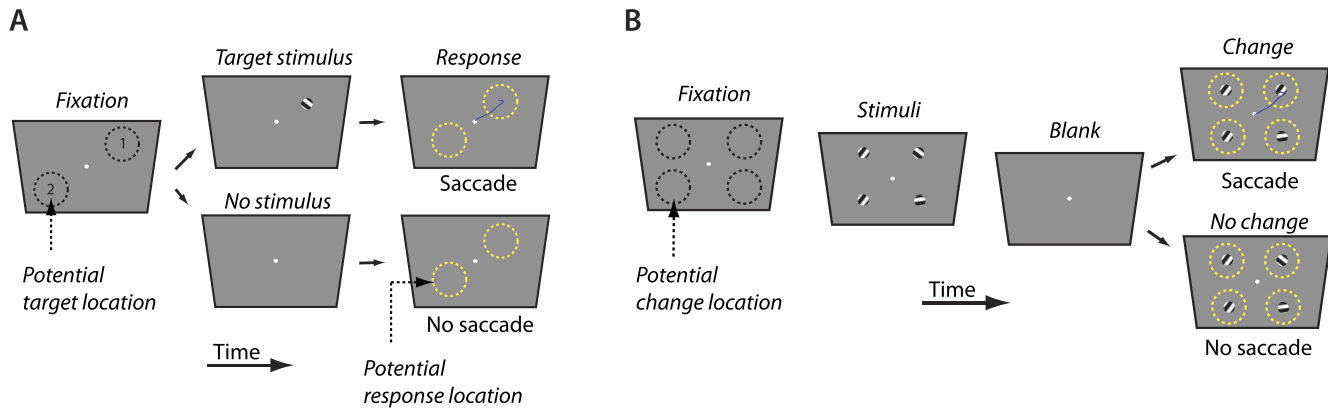 A
Fixation
1
2
Potential
target location
Target stimulus
Response
Saccade
No stimulus
No saccade
Time
Potential
response location
B
Fixation
Potential
change location
Stimuli
Blank
Time
Change
Saccade
No change
No saccade